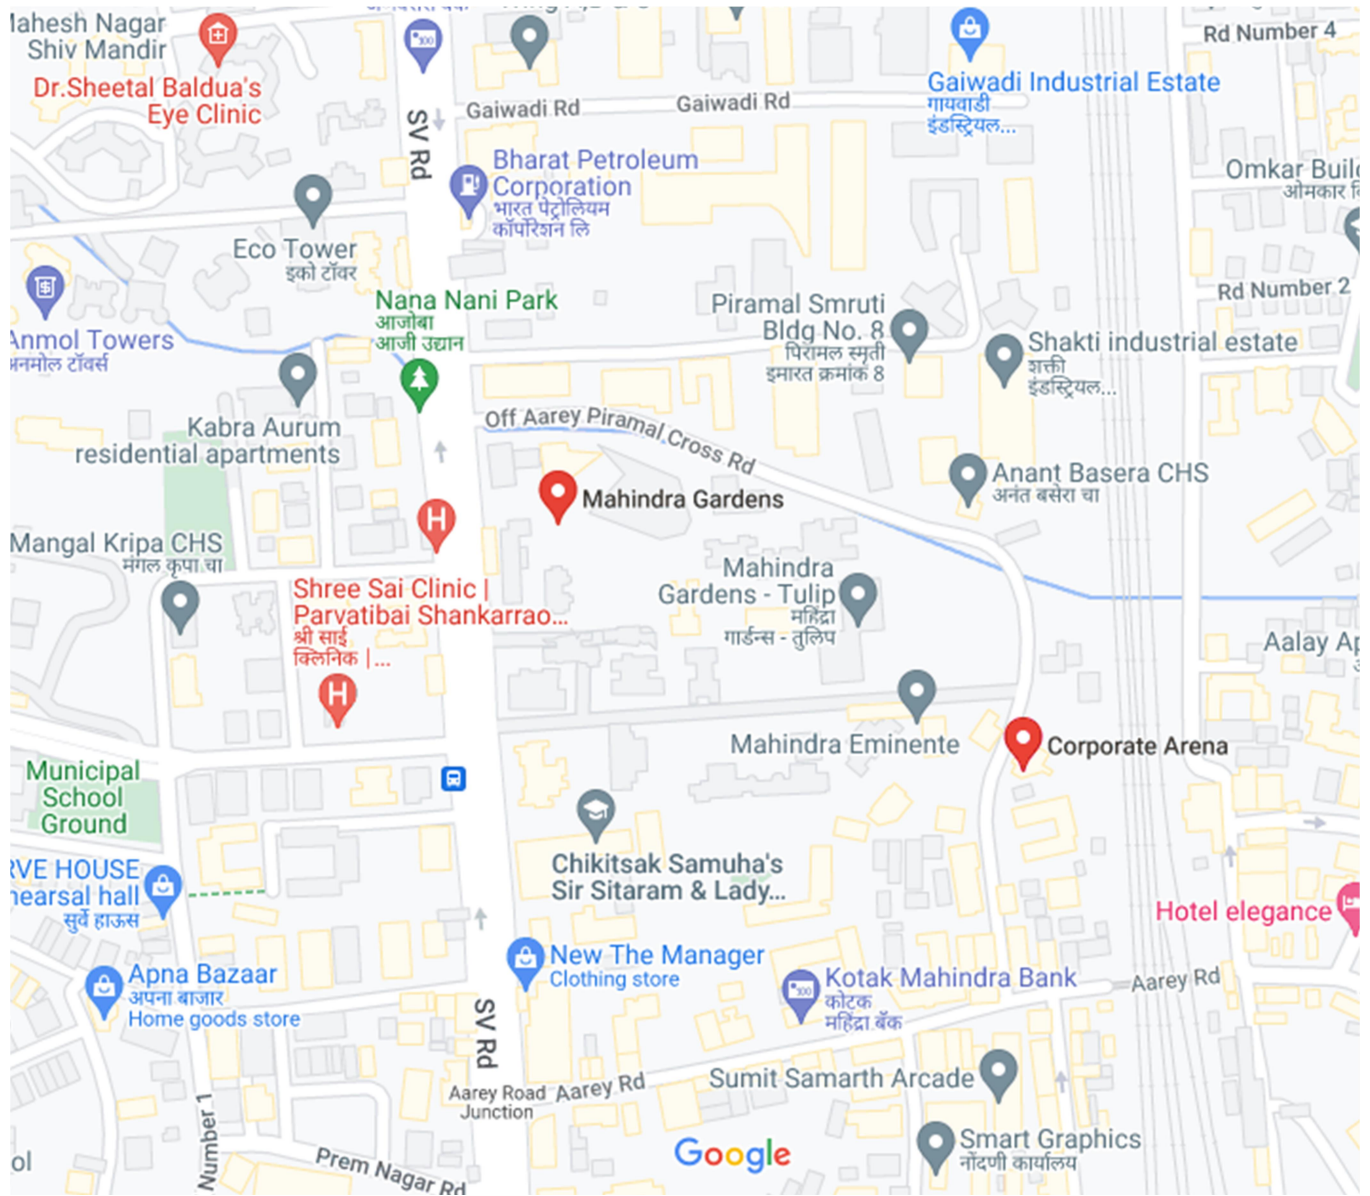 Mahesh Nagar
Shiv Mandir
Rd Number 4
Dr.Sheetal Baldua's
Eye Clinic
Gaiwadi Industrial Estate
गायवाडी
इंडस्ट्रियल...
SV Rd
Gaiwadi Rd
Gaiwadi Rd
Bharat Petroleum
Corporation
भारत पेट्रोलियम
कॉर्पोरेशन लि
Omkar
ओमकार
Eco Tower
इको टॉवर
Rd Number 2
Nana Nani Park
आजोबा
आजी उद्यान
Piramal Smruti
Bldg No. 8
पिरामल स्मृती
इमारत क्रमांक 8
Anmol Towers
अनमोल टॉवर्स
Shakti industrial estate
शक्ती
इंडस्ट्रियल...
Kabra Aurum
residential apartments
Off Aarey Piramal Cross Rd
Anant Basera CHS
अनंत बसेरा चा
Mahindra Gardens
H
Mangal Kripa CHS
मंगल कृपा चा
Mahindra
Gardens - Tulip
महिंद्रा
गार्डन्स - तुलिप
Shree Sai Clinic |
Parvatibai Shankarrao...
श्री साई
क्लिनिक |...
H
Aalay
Mahindra Eminente
Corporate Arena
Municipal
School
Ground
Chikitsak Samuha's
Sir Sitaram & Lady...
RVE HOUSE
hearsal hall
सुर्वे हाऊस
Hotel elegance
New The Manager
Clothing store
Apna Bazaar
अपना बाजार
Home goods store
Kotak Mahindra Bank
कोटक
महिंद्रा बँक
Aarey Rd
SV Rd
Aarey Road
Junction
Aarey Rd
Sumit Samarth Arcade
Number 1
Prem Nagar Rd
Google
Smart Graphics
नोंदणी कार्यालय
ol